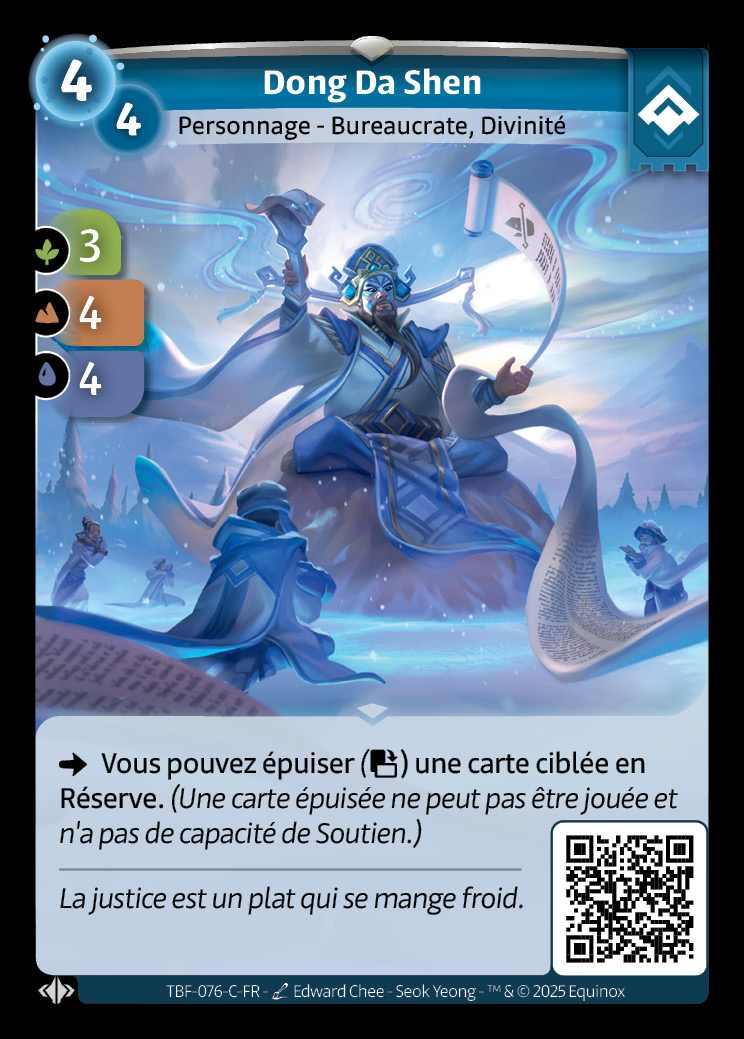 4
Dong Da Shen
4
Personnage - Bureaucrate, Divinité
3
4
4
Vous pouvez épuiser () une carte ciblée en
Réserve. (Une carte épuisée ne peut pas être jouée et
n'a pas de capacité de Soutien.)
La justice est un plat qui se mange froid.
TBF-076-C-FR - Edward Chee - Seok Yeong - ™ & © 2025 Equinox